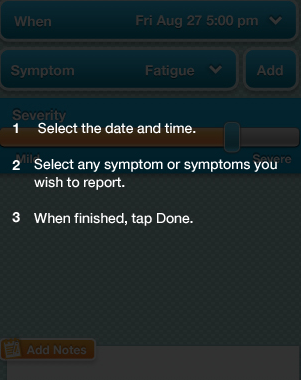 When Fri Aug 27 5:00 pm
Symptom Fatigue Add
Severity
1 Select the date and time.
Mild Severe
2 Select any symptom or symptoms you
wish to report.
3 When finished, tap Done.
Add Notes